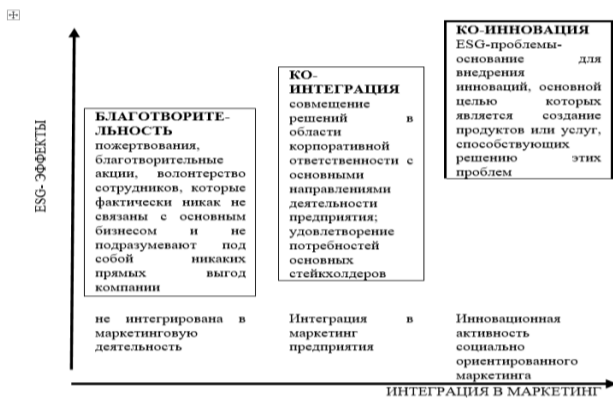 ESG- ЭФФЕКТЫ
БЛАГОТВОРИТЕ-
ЛЬНОСТЬ
пожертвования,
благотворительные
акции, волонтерство
сотрудников, которые
фактически никак не
связаны с основным
бизнесом и не
подразумевают под
собой никаких
прямых выгод
компании
не интегрирована в
маркетинговую
деятельность
КО-
ИНТЕГРАЦИЯ
совмещение
решений в
области
корпоративной
ответственности с
основными
направлениями
деятельности
предприятия;
удовлетворение
потребностей
основных
стейкхолдеров
Интеграция в
маркетинг
предприятия
КО-ИННОВАЦИЯ
ESG-проблемы-
основание для
внедрения
инноваций, основной
целью которых
является создание
продуктов или услуг,
способствующих
решению этих
проблем
Инновационная
активность
социально
ориентированного
маркетинга
ИНТЕГРАЦИЯ В МАРКЕТИНГ